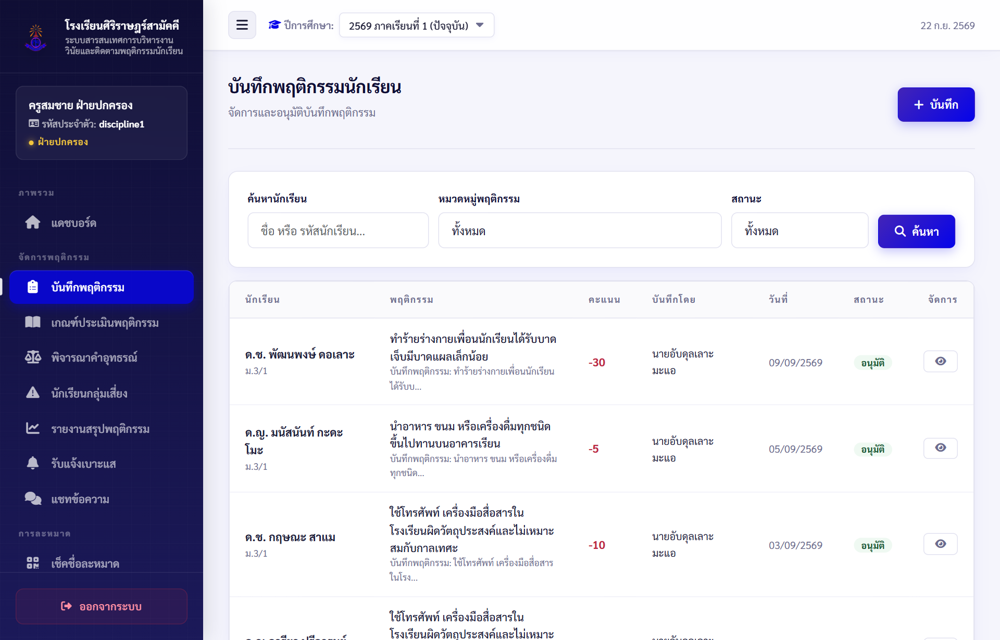 โรงเรียนศิริราษฎร์สามัคคี
ระบบสารสนเทศการบริหารงาน
วินัยและติดตามพฤติกรรมนักเรียน
ครูสมชาย ฝ่ายปกครอง
รหัสประจำตัว: discipline1
ฝ่ายปกครอง
ภาพรวม
แดชบอร์ด
จัดการพฤติกรรม
บันทึกพฤติกรรม
เกณฑ์ประเมินพฤติกรรม
พิจารณาคำอุทธรณ์
นักเรียนกลุ่มเสี่ยง
รายงานสรุปพฤติกรรม
รับแจ้งเบาะแส
แชทข้อความ
การละหมาด
เช็คชื่อละหมาด
ออกจากระบบ
ปีการศึกษา: 2569 ภาคเรียนที่ 1 (ปัจจุบัน)
22 ก.ย. 2569
บันทึกพฤติกรรมนักเรียน
จัดการและอนุมัติบันทึกพฤติกรรม
บันทึก
ค้นหานักเรียน หมวดหมู่พฤติกรรม สถานะ
ชื่อ หรือ รหัสนักเรียน... ทั้งหมด ทั้งหมด ค้นหา
นักเรียน พฤติกรรม คะแนน บันทึกโดย วันที่ สถานะ จัดการ
ด.ช. พัฒนพงษ์ ดอเลาะ
ม.3/1
ทำร้ายร่างกายเพื่อนนักเรียนได้รับบาด
เจ็บมีบาดแผลเล็กน้อย
บันทึกพฤติกรรม: ทำร้ายร่างกายเพื่อนนักเรียน
ได้รับบ...
-30
นายอับดุลเลาะ
มะแอ
09/09/2569
อนุมัติ
ด.ญ. มนัสนันท์ กะดะ
โมะ
ม.3/1
นำอาหาร ขนม หรือเครื่องดื่มทุกชนิด
ขึ้นไปทานบนอาคารเรียน
บันทึกพฤติกรรม: นำอาหาร ขนม หรือเครื่องดื่ม
ทุกชนิด...
-5
นายอับดุลเลาะ
มะแอ
05/09/2569
อนุมัติ
ด.ช. กฤษณะ สาแม
ม.3/1
ใช้โทรศัพท์ เครื่องมือสื่อสารใน
โรงเรียนผิดวัตถุประสงค์และไม่เหมาะ
สมกับกาลเทศะ
บันทึกพฤติกรรม: ใช้โทรศัพท์ เครื่องมือสื่อสาร
ในโรง...
-10
นายอับดุลเลาะ
มะแอ
03/09/2569
อนุมัติ
ใช้โทรศัพท์ เครื่องมือสื่อสารใน
โรงเรียนผิดวัตถุประสงค์และไม่เหมาะ